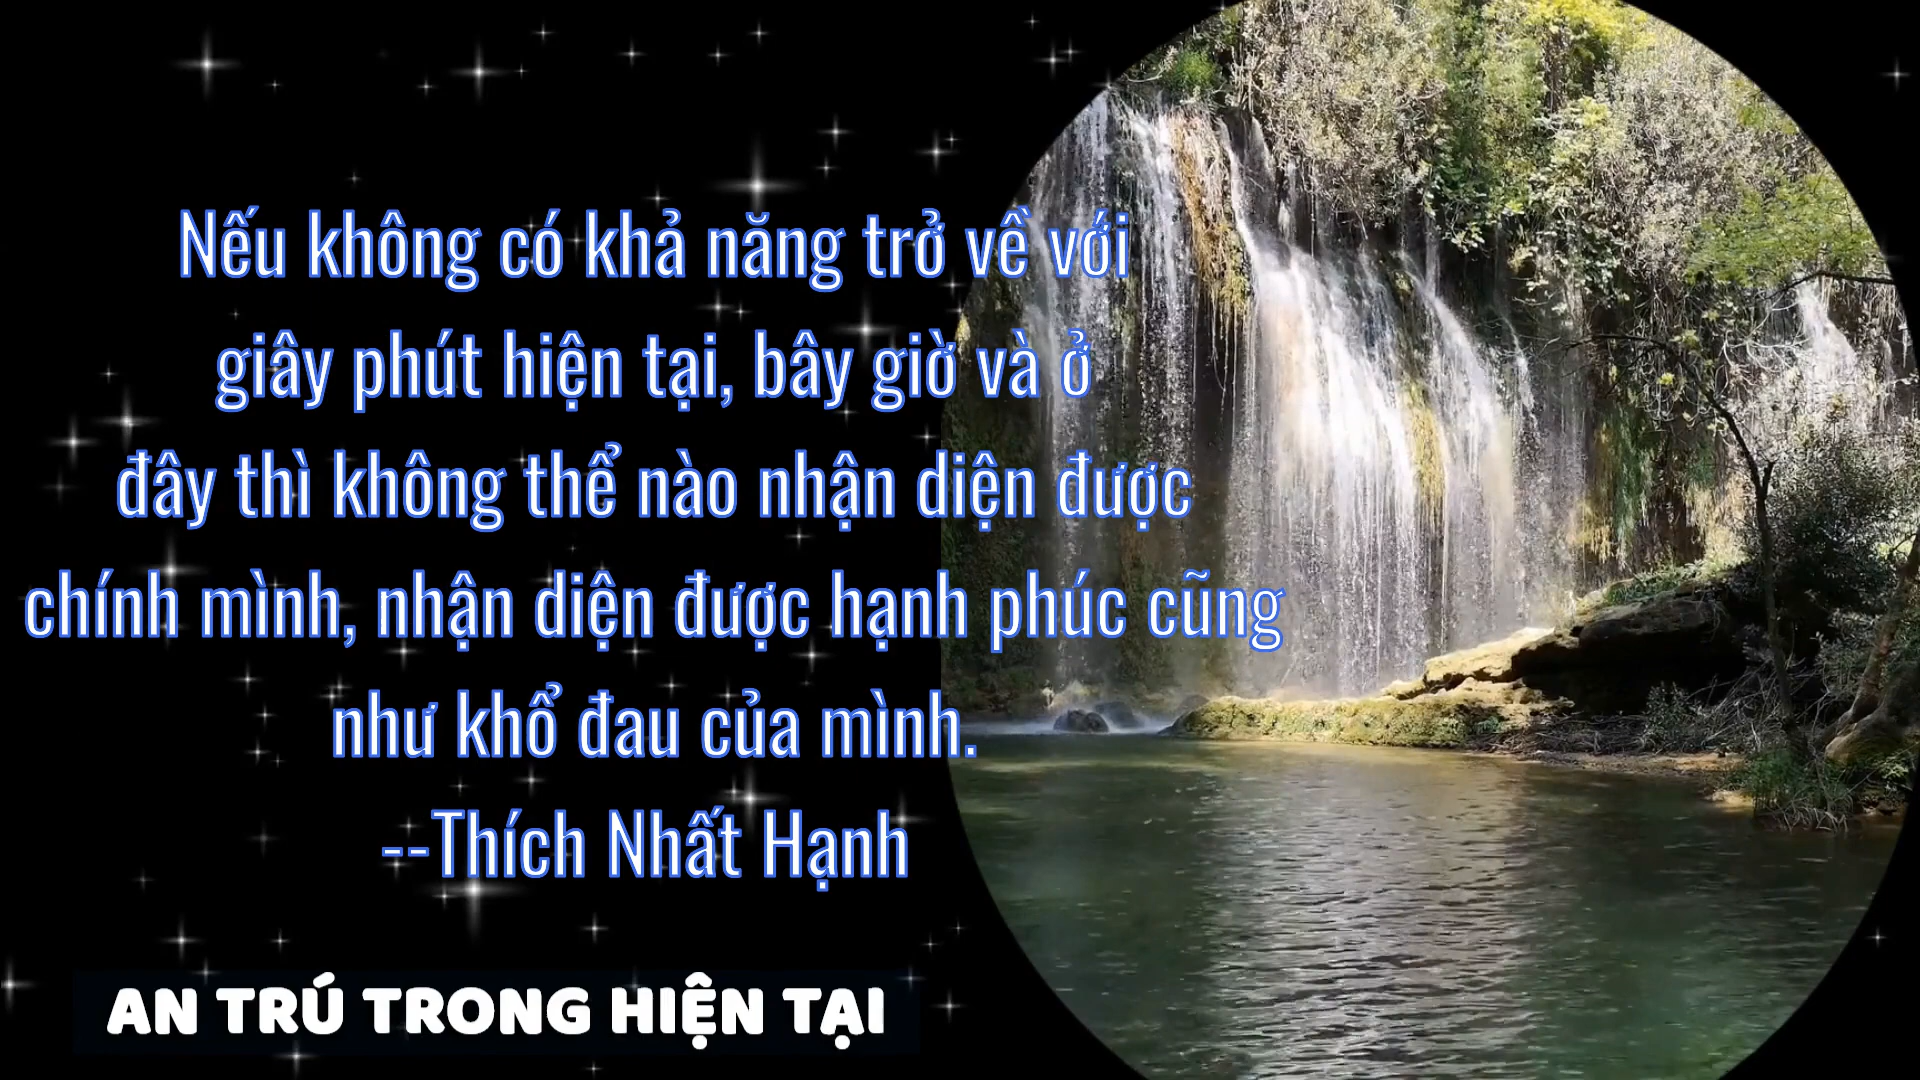 Nếu không có khả năng trở về với
giây phút hiện tại, bây giờ và ở
đây thì không thể nào nhận diện được
chính mình, nhận diện được hạnh phúc cũng
như khổ đau của mình.
--Thích Nhất Hạnh
AN TRÚ TRONG HIỆN TẠI